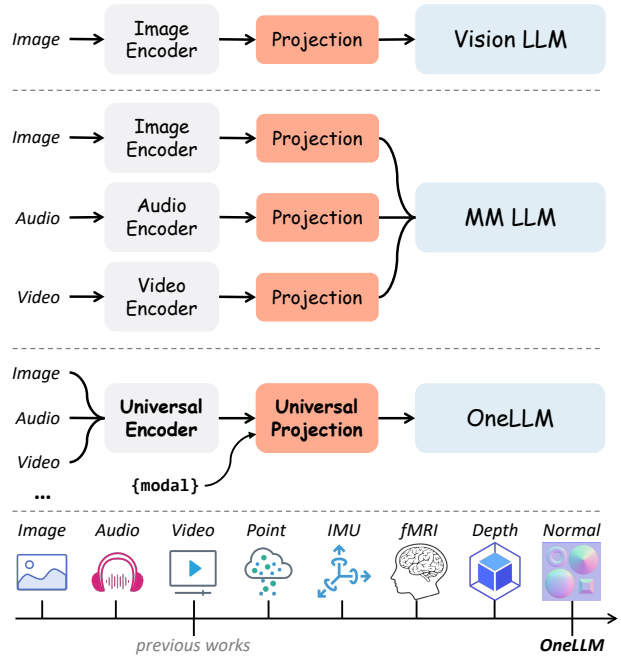 Image
Image
Encoder
Projection
Vision LLM
Image
Image
Encoder
Projection
Audio
Audio
Encoder
Projection
MM LLM
Video
Video
Encoder
Projection
Image
Audio
Video
...
Universal
Encoder
Universal
Projection
OneLLM
{modal}
Image Audio Video Point IMU fMRI Depth Normal
previous works
OneLLM